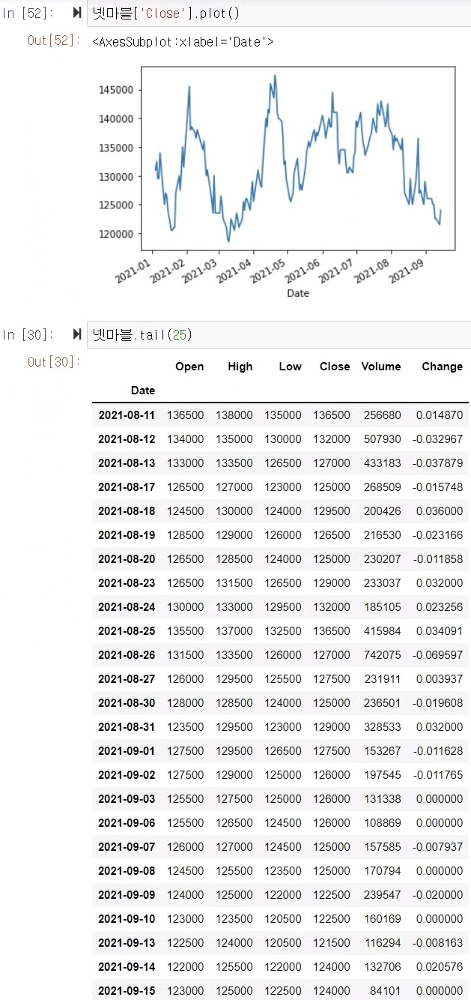 In [52]: 넷마블['Close'].plot()
Out[52]: <AxesSubplot:xlabel='Date'>
145000
140000
135000
130000
125000
120000
2021-01 2021-02 2021-03 2021-04 2021-05 2021-06 2021-07 2021-08 2021-09
Date
In [30]: 넷마블.tail(25)
Out[30]:
Open High Low Close Volume Change
Date
2021-08-11 136500 138000 135000 136500 256680 0.014870
2021-08-12 134000 135000 130000 132000 507930 -0.032967
2021-08-13 133000 133500 126500 127000 433183 -0.037879
2021-08-17 126500 127000 123000 125000 268509 -0.015748
2021-08-18 124500 130000 124000 129500 200426 0.036000
2021-08-19 128500 129000 126000 126500 216530 -0.023166
2021-08-20 126500 128500 124000 125000 230207 -0.011858
2021-08-23 126500 131500 126500 129000 233037 0.032000
2021-08-24 130000 133000 129500 132000 185105 0.023256
2021-08-25 135500 137000 132500 136500 415984 0.034091
2021-08-26 131500 133500 126000 127000 742075 -0.069597
2021-08-27 126000 129500 125500 127500 231911 0.003937
2021-08-30 128000 128500 124000 125000 236501 -0.019608
2021-08-31 123500 129500 123000 129000 328533 0.032000
2021-09-01 127500 129500 126500 127500 153267 -0.011628
2021-09-02 127500 129000 125000 126000 197545 -0.011765
2021-09-03 125500 127500 125000 126000 131338 0.000000
2021-09-06 125500 126500 124500 126000 108869 0.000000
2021-09-07 126000 127000 124500 125000 157585 -0.007937
2021-09-08 124500 125500 123500 125000 170794 0.000000
2021-09-09 124000 125000 122000 122500 239547 -0.020000
2021-09-10 123000 123500 120500 122500 160169 0.000000
2021-09-13 122500 124000 120500 121500 116294 -0.008163
2021-09-14 122000 125500 122000 124000 132706 0.020576
2021-09-15 123000 125000 122500 124000 84101 0.000000